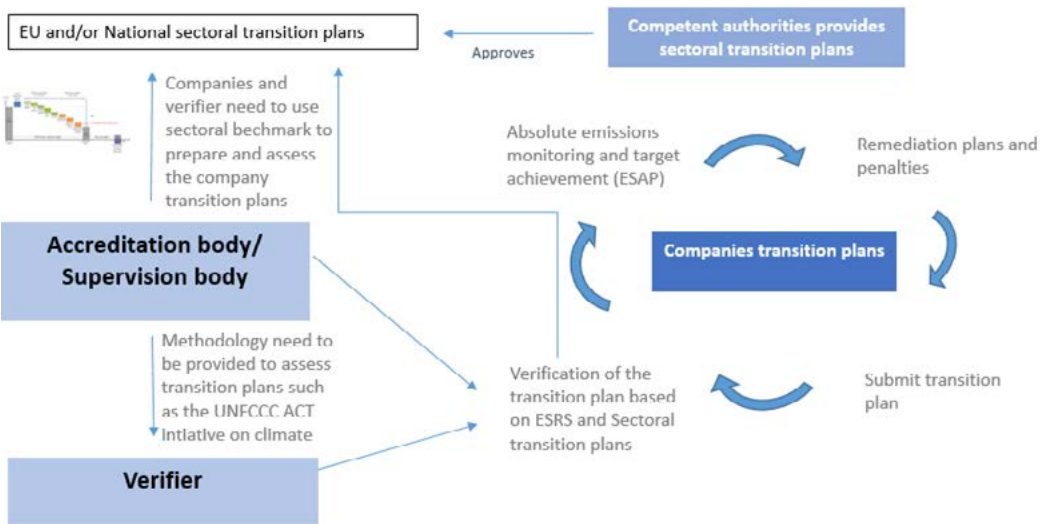 EU and/or National sectoral transition plans
Approves
Competent authorities provides
sectoral transition plans
Companies and
verifier need to use
sectoral bechmark to
prepare and assess
the company
transition plans
Absolute emissions
monitoring and target
achievement (ESAP)
Remediation plans and
penalties
Accreditation body/
Supervision body
Companies transition plans
Methodology need to
be provided to assess
transition plans such
as the UNFCCC ACT
Intiative on climate
Verification of the
transition plan based
on ESRS and Sectoral
transition plans
Submit transition
plan
Verifier